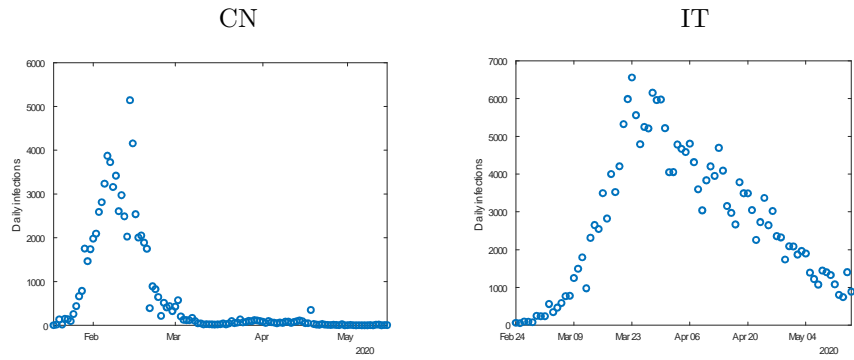 CN
Daily infections
6000
5000
4000
3000
2000
1000
0
Feb
Mar
Apr
May
2020
IT
Daily infections
7000
6000
5000
4000
3000
2000
1000
0
Feb 24
Mar 09
Mar 23
Apr 06
Apr 20
May 04
2020